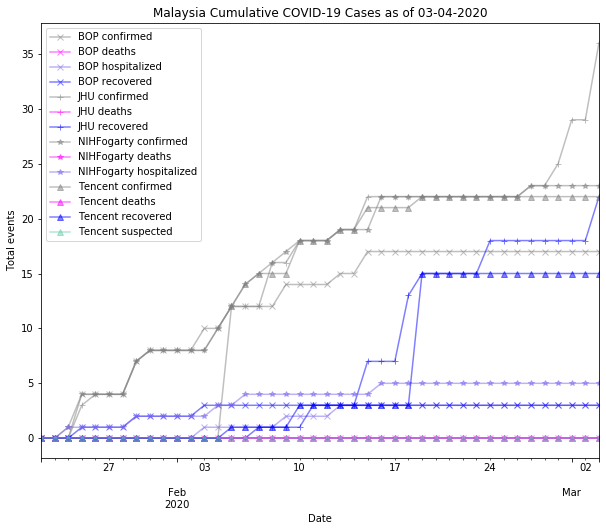 Malaysia Cumulative COVID-19 Cases as of 03-04-2020
BOP confirmed
BOP deaths
BOP hospitalized
BOP recovered
JHU confirmed
JHU deaths
JHU recovered
NIHFogarty confirmed
NIHFogarty deaths
NIHFogarty hospitalized
Tencent confirmed
Tencent deaths
Tencent recovered
Tencent suspected
Total events
35
30
25
20
15
10
5
0
27 03 10 17 24 02
Feb Mar
2020
Date